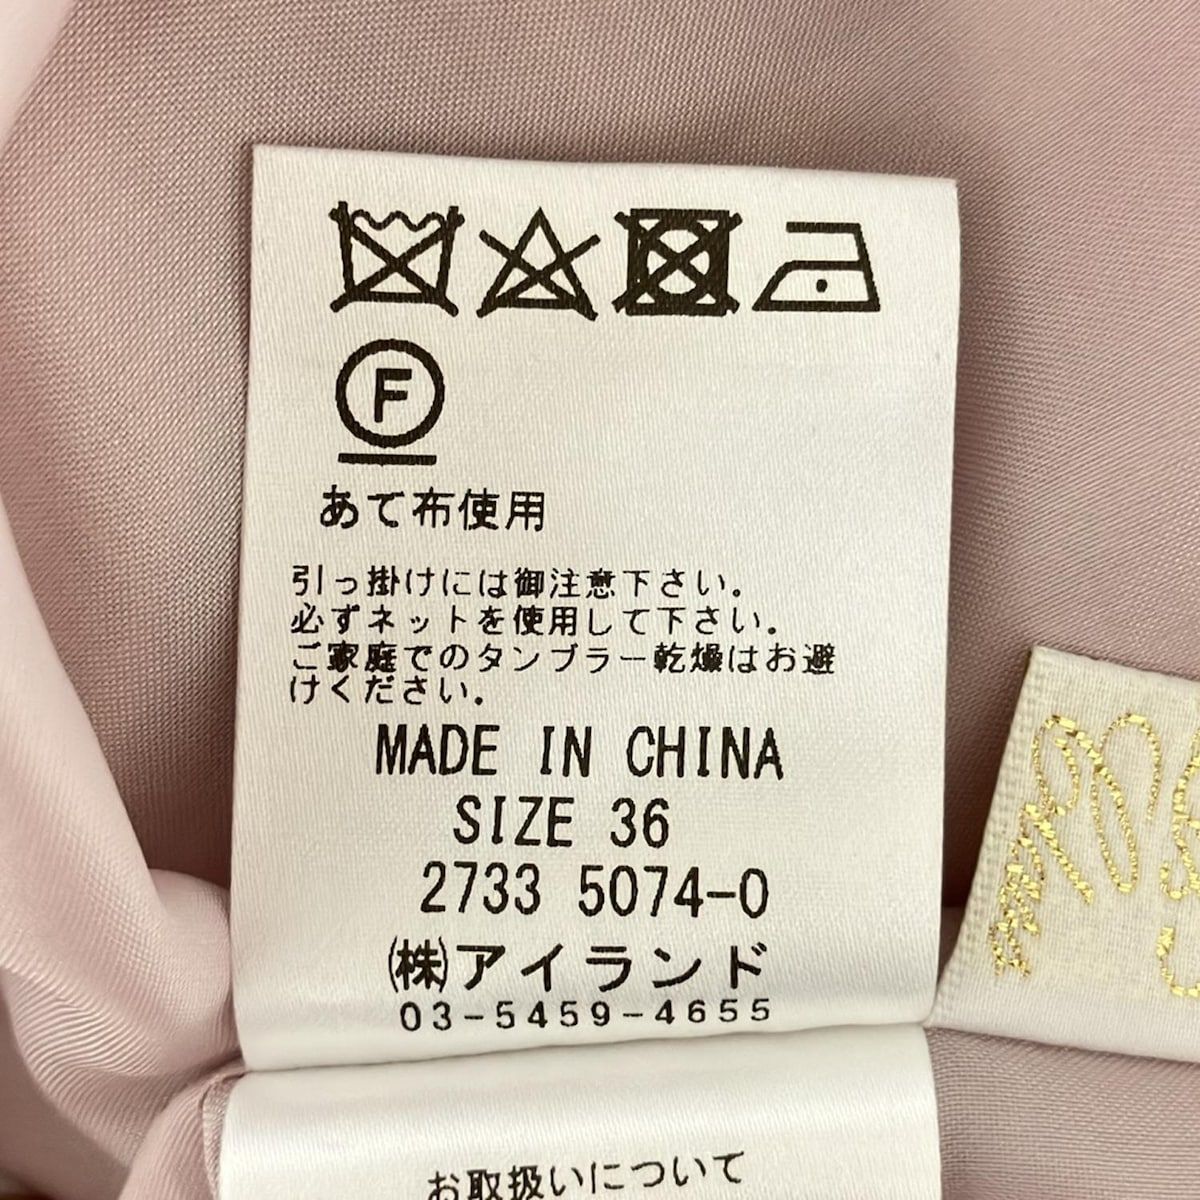 F
あて布使用
引っ掛けには御注意下さい。
必ずネットを使用して下さい。
ご家庭でのタンブラー乾燥はお避
けください。
MADE IN CHINA
SIZE 36
2733 5074-0
㈱アイランド
03-5459-4655
お取扱いについて